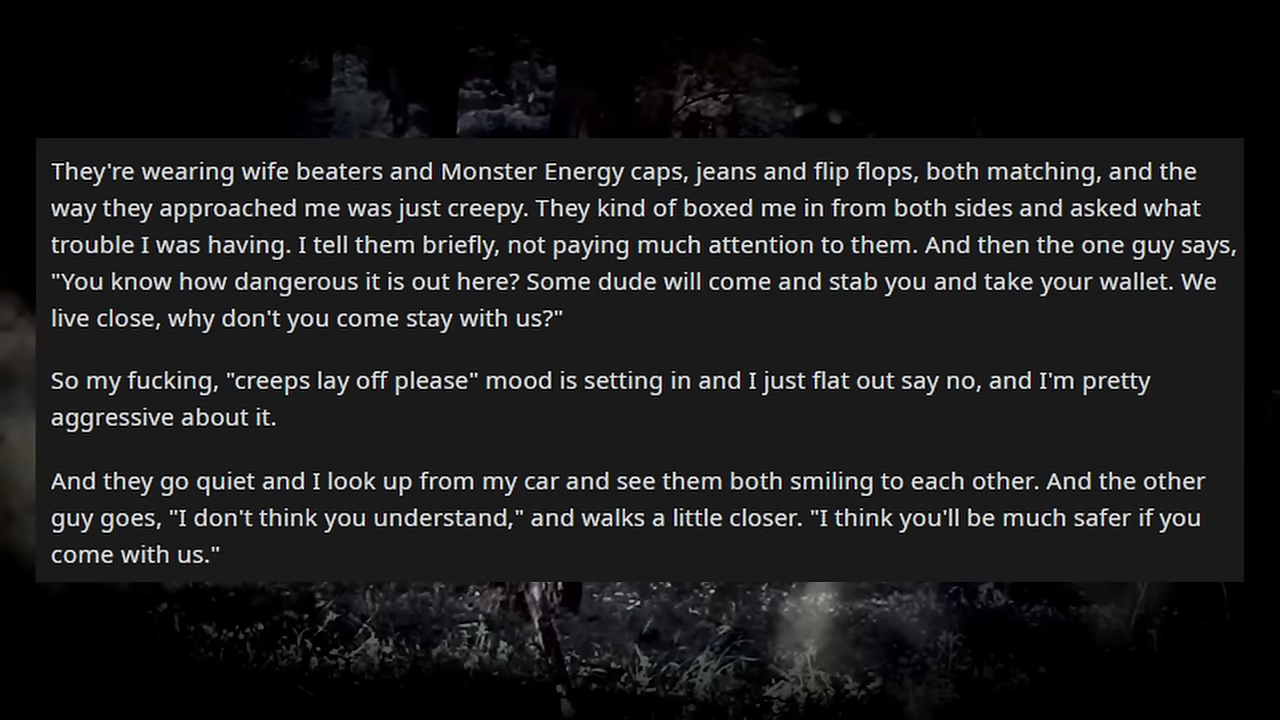 They're wearing wife beaters and Monster Energy caps, jeans and flip flops, both matching, and the
way they approached me was just creepy. They kind of boxed me in from both sides and asked what
trouble I was having. I tell them briefly, not paying much attention to them. And then the one guy says,
"You know how dangerous it is out here? Some dude will come and stab you and take your wallet. We
live close, why don't you come stay with us?"
So my fucking, "creeps lay off please" mood is setting in and I just flat out say no, and I'm pretty
aggressive about it.
And they go quiet and I look up from my car and see them both smiling to each other. And the other
guy goes, "I don't think you understand," and walks a little closer. "I think you'll be much safer if you
come with us."